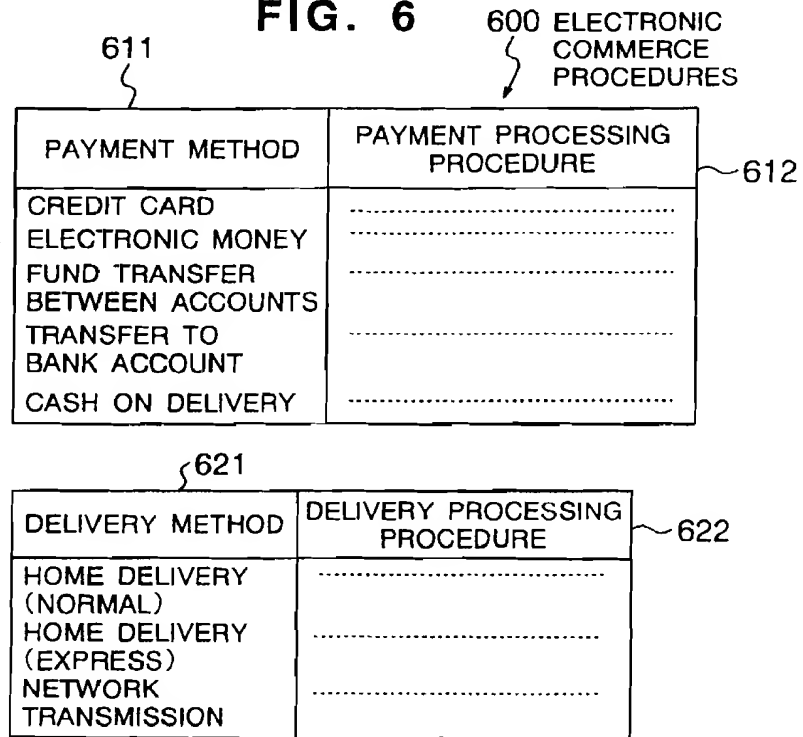 FIG. 6
600 ELECTRONIC
COMMERCE
PROCEDURES
611
PAYMENT METHOD
PAYMENT PROCESSING
PROCEDURE
612
CREDIT CARD
ELECTRONIC MONEY
FUND TRANSFER
BETWEEN ACCOUNTS
TRANSFER TO
BANK ACCOUNT
CASH ON DELIVERY
621
DELIVERY METHOD
DELIVERY PROCESSING
PROCEDURE
622
HOME DELIVERY
(NORMAL)
HOME DELIVERY
(EXPRESS)
NETWORK
TRANSMISSION